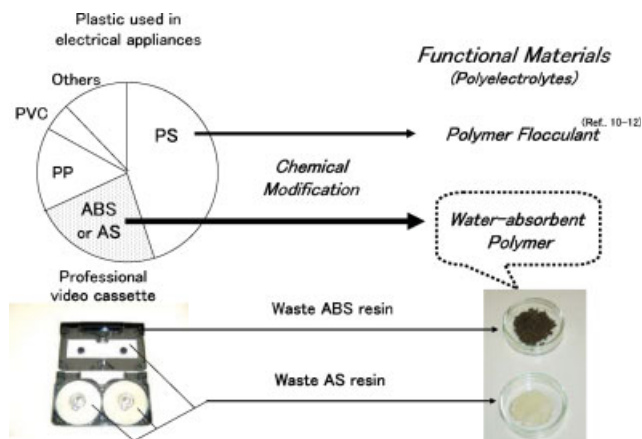 Plastic used in
electrical appliances
Functional Materials
(Polyelectrolytes)
Others
PVC
PS
PP
ABS
or AS
(Ref.. 10-12)
Polymer Flocculant
Chemical
Modification
Water-absorbent
Polymer
Professional
video cassette
Waste ABS resin
Waste AS resin